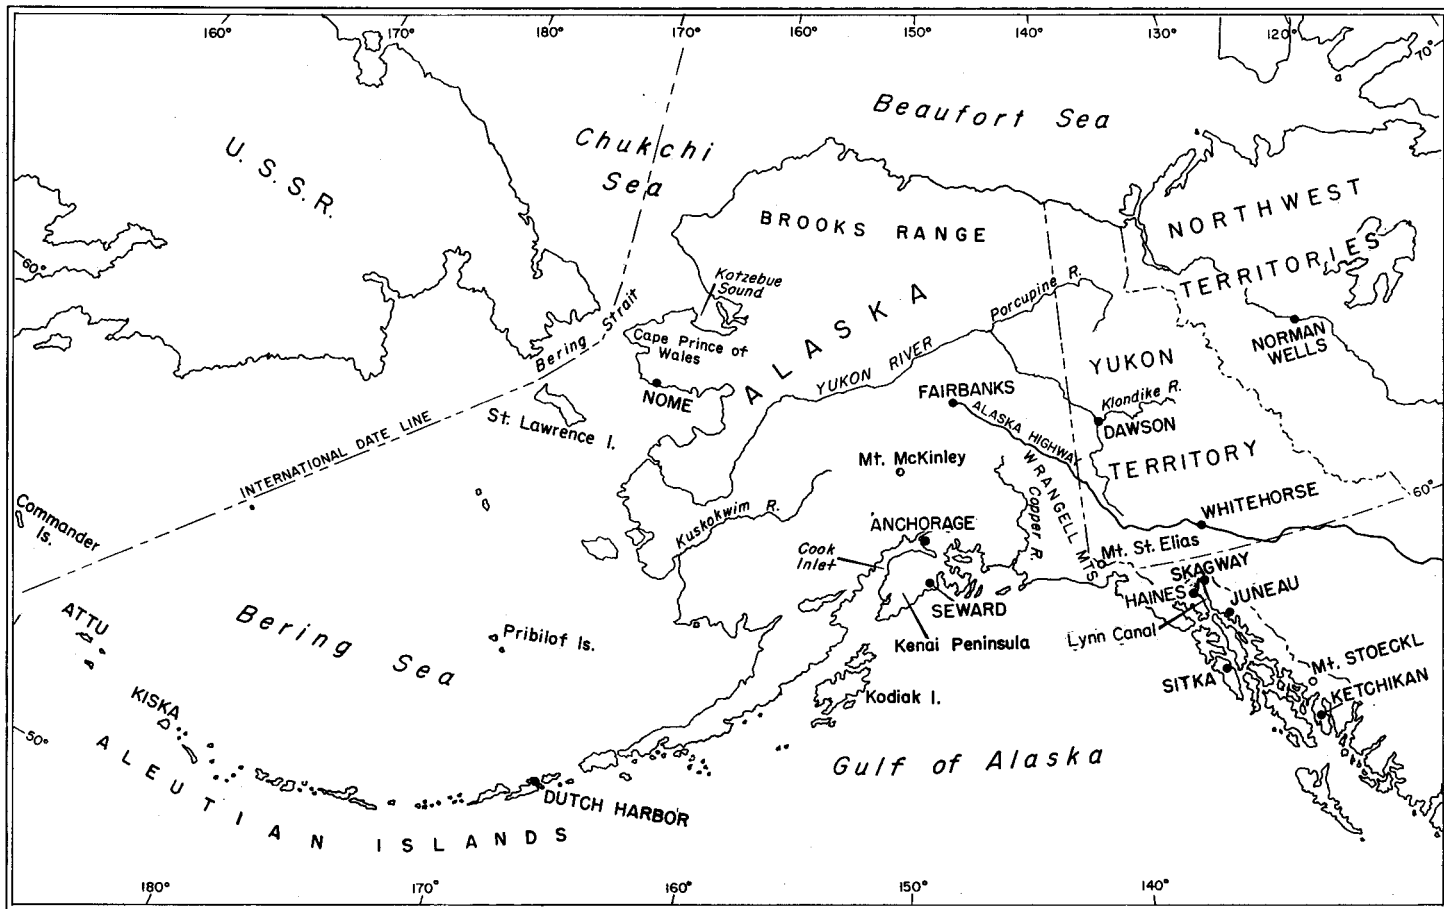 160° 170° 180° 170° 160° 150° 140° 130° 120° 70°
Beaufort Sea
Chukchi
Sea
U.S.S.R.
NORTHWEST
TERRITORIES
BROOKS RANGE
60°
Kotzebue
Sound
Porcupine R.
ALASKA
Bering Strait
Cape Prince of
Wales
NORMAN
WELLS
YUKON
TERRITORY
YUKON RIVER
NOME
FAIRBANKS
Klondike R.
DAWSON
ALASKA HIGHWAY
St. Lawrence I.
INTERNATIONAL DATE LINE
Mt. McKinley
WRANGELL MTS.
Copper R.
60°
WHITEHORSE
Commander
Is.
Kuskokwim R.
ANCHORAGE
Cook
Inlet
Mt. St. Elias
SKAGWAY
HAINES
JUNEAU
SEWARD
Lynn Canal
Kenai Peninsula
ATTU
Bering Sea
Pribilof Is.
Mt. STOECKL
SITKA
KETCHIKAN
Kodiak I.
KISKA
50°
Gulf of Alaska
ALEUTIAN ISLANDS
DUTCH HARBOR
180° 170° 160° 150° 140°